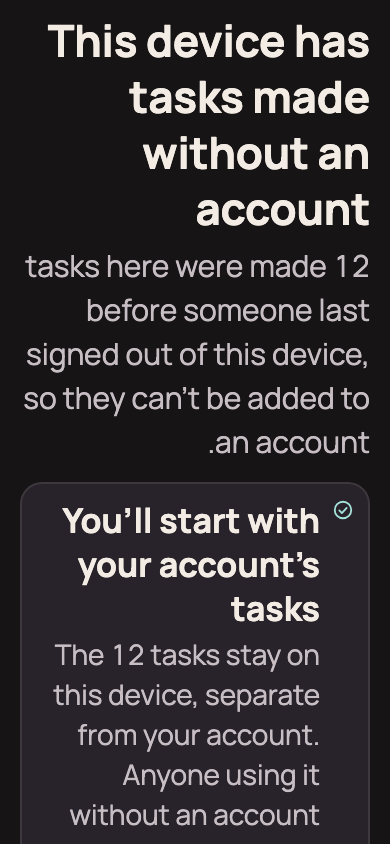 This device has
tasks made
without an
account
12 tasks here were made
before someone last
signed out of this device,
so they can’t be added to
an account.
You’ll start with
your account’s
tasks
The 12 tasks stay on
this device, separate
from your account.
Anyone using it
without an account